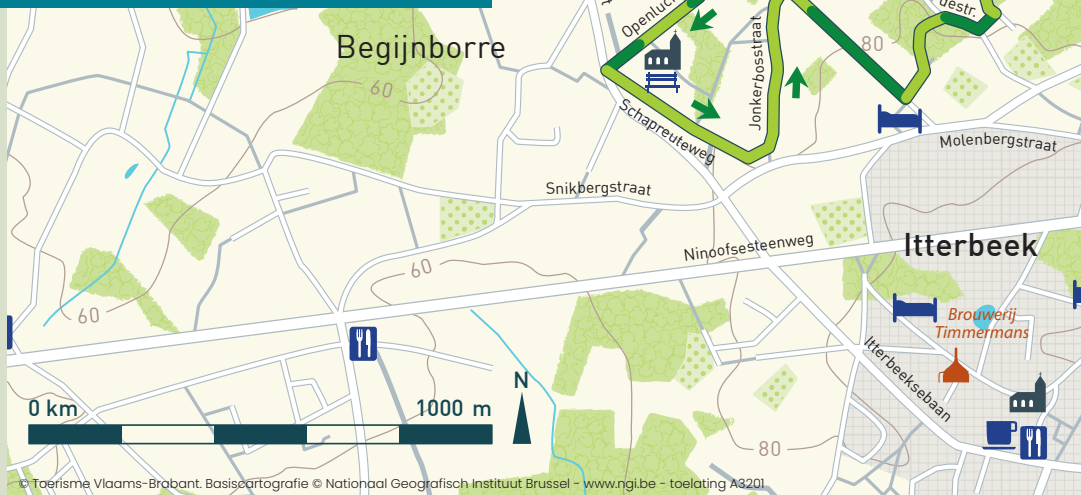 Openluch
destr.
Begijnborre
80
Jonkerbosstraat
60
Schapreuteweg
Molenbergstraat
Snikbergstraat
Ninoofsesteenweg
Itterbeek
60
60
Brouwerij
Timmermans
Itterbeeksebaan
N
0 km 1000 m
80
© Toerisme Vlaams-Brabant. Basiscartografie © Nationaal Geografisch Instituut Brussel - www.ngi.be - toelating A3201